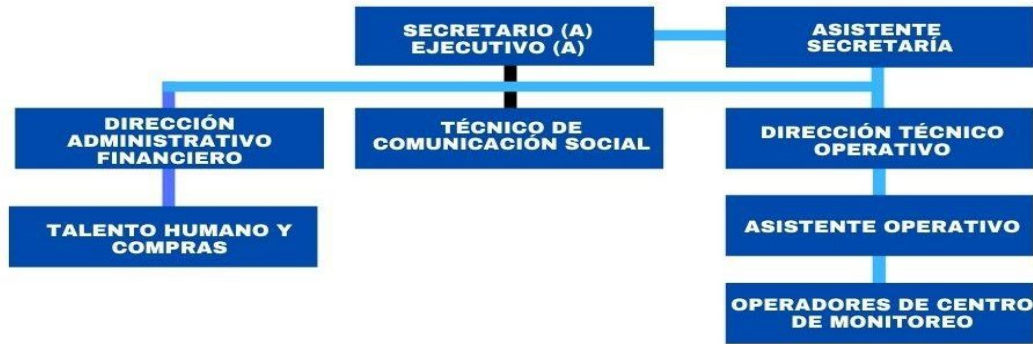 SECRETARIO (A)
EJECUTIVO (A)
ASISTENTE
SECRETARÍA
DIRECCIÓN
ADMINISTRATIVO
FINANCIERO
TÉCNICO DE
COMUNICACIÓN SOCIAL
DIRECCIÓN TÉCNICO
OPERATIVO
TALENTO HUMANO Y
COMPRAS
ASISTENTE OPERATIVO
OPERADORES DE CENTRO
DE MONITOREO